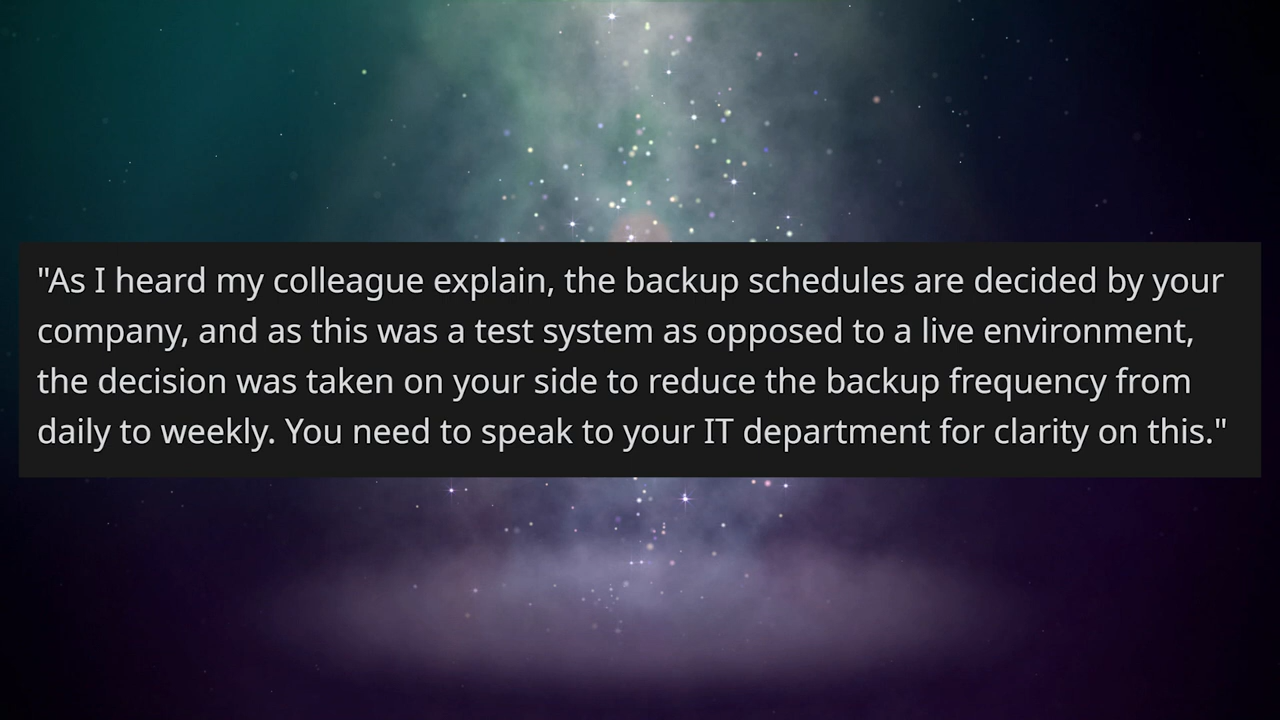 "As I heard my colleague explain, the backup schedules are decided by your
company, and as this was a test system as opposed to a live environment,
the decision was taken on your side to reduce the backup frequency from
daily to weekly. You need to speak to your IT department for clarity on this."